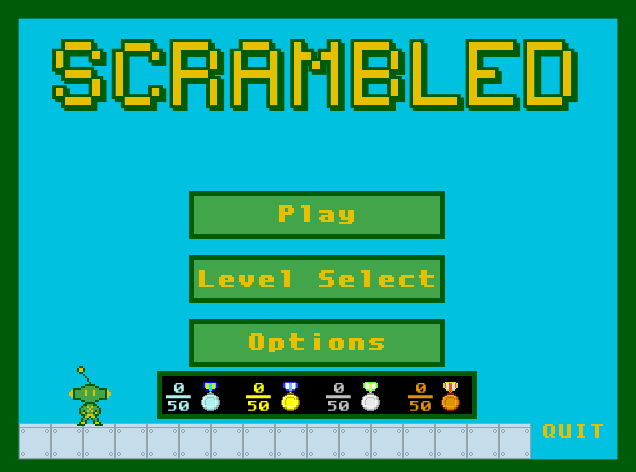 SCRAMBLED
Play
Level Select
Options
0 0 0 0
50 50 50 50
QUIT